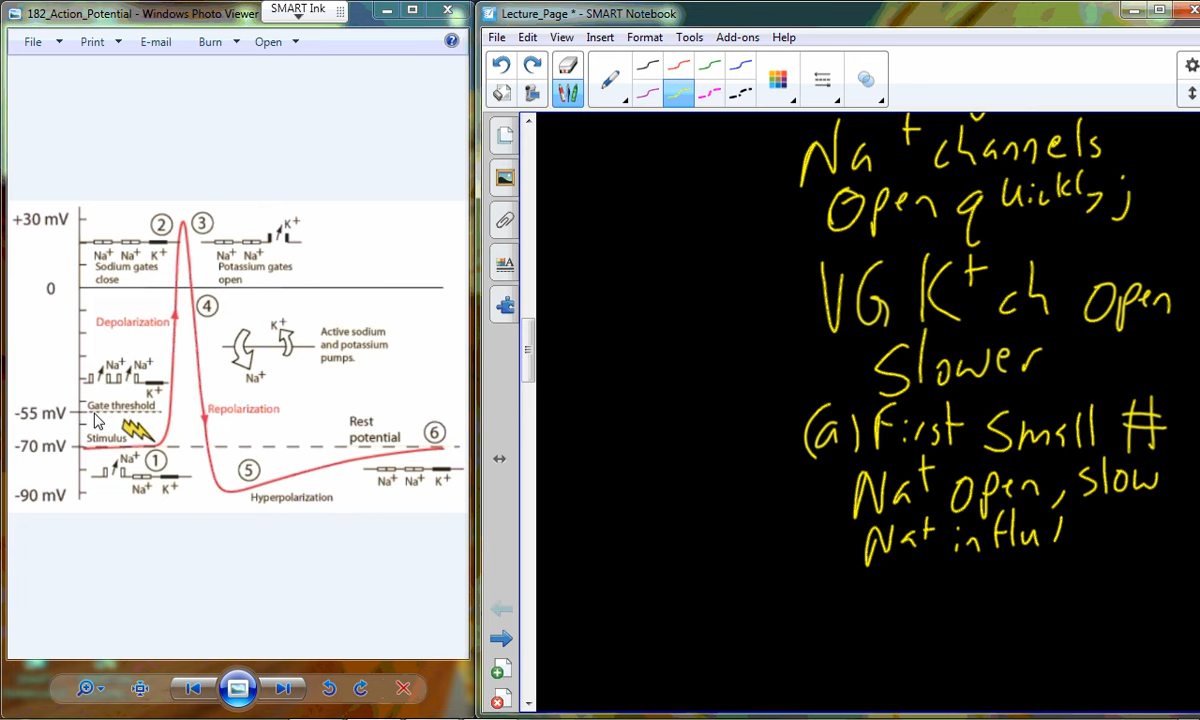 182_Action_Potential - Windows Photo Viewer
SMART Ink
File Print E-mail Burn Open
+30 mV
0
-55 mV
-70 mV
-90 mV
2
3
K+
Na+ Na+ K+
Sodium gates
close
Na+ Na+
Potassium gates
open
4
Depolarization
K+
Na+
Active sodium
and potassium
pumps.
Na+ Na+
K+
Gate threshold
Stimulus
Repolarization
Rest
potential
6
1
Na+
Na+ K+
5
Hyperpolarization
Na+ Na+ K+
Lecture_Page * - SMART Notebook
File Edit View Insert Format Tools Add-ons Help
Na+ channels
Open quickly;
VG K+ ch open
Slower
(a) First small #
Na+ open, slow
Na+ influ